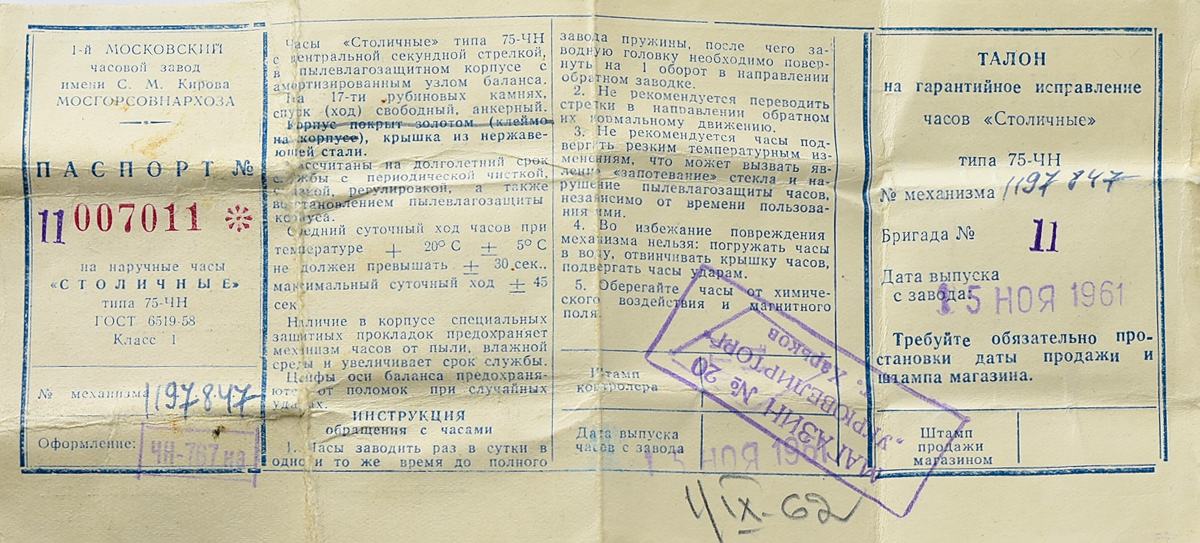 1-й МОСКОВСКИЙ
часовой завод
имени С. М. Кирова
МОСГОРСОВНАРХОЗА
ПАСПОРТ №
11 007011
на наручные часы
«СТОЛИЧНЫЕ»
типа 75-ЧН
ГОСТ 6519-58
Класс 1
№ механизма 1197847
Оформление: ЧН-767
Часы «Столичные» типа 75-ЧН
с центральной секундной стрелкой,
в пылевлагозащитном корпусе с
амортизированным узлом баланса.
На 17-ти рубиновых камнях,
спуск (ход) свободный, анкерный.
Корпус покрыт золотом (клеймо
на корпусе), крышка из нержаве-
ющей стали.
Рассчитаны на долголетний срок
службы с периодической чисткой,
смазкой, регулировкой, а также
восстановлением пылевлагозащиты
корпуса.
Средний суточный ход часов при
температуре + 20° С ± 5° С
не должен превышать ± 30 сек.,
максимальный суточный ход ± 45
сек
Наличие в корпусе специальных
защитных прокладок предохраняет
механизм часов от пыли, влажной
среды и увеличивает срок службы.
Цапфы оси баланса предохраня-
ются от поломок при случайных
ударах.
ИНСТРУКЦИЯ
обращения с часами
1. Часы заводить раз в сутки в
одно и то же время до полного
завода пружины, после чего за-
водную головку необходимо повер-
нуть на 1 оборот в направлении
обратном заводке.
2. Не рекомендуется переводить
стрелки в направлении обратном
их нормальному движению.
3. Не рекомендуется часы под-
вергать резким температурным из-
менениям, что может вызвать яв-
ление «запотевание» стекла и на-
рушение пылевлагозащиты часов,
независимо от времени пользова-
ния ими.
4. Во избежание повреждения
механизма нельзя: погружать часы
в воду, отвинчивать крышку часов,
подвергать часы ударам.
5. Оберегайте часы от химиче-
ского воздействия и магнитного
поля.
Штамп
контролера
Дата выпуска
часов с завода 15 НОЯ 1961
МАГАЗИН № 20
„УКРЮВЕЛИРТОРГ"
г. Харьков
1/IX-62
ТАЛОН
на гарантийное исправление
часов «Столичные»
типа 75-ЧН
№ механизма 1197847
Бригада № 11
Дата выпуска
с завода: 15 НОЯ 1961
Требуйте обязательно про-
ставки даты продажи и
штампа магазина.
Штамп
продажи
магазином